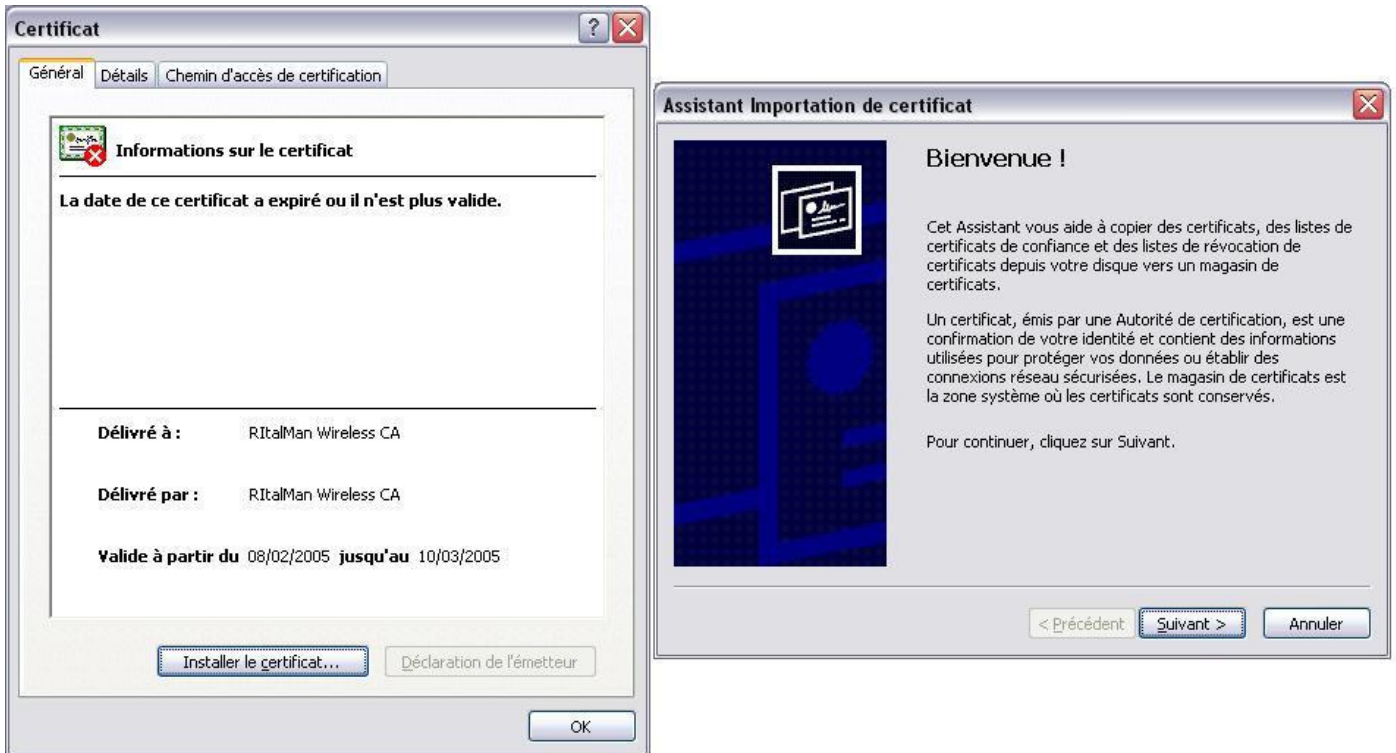 Certificat
Général
Détails
Chemin d'accès de certification
Informations sur le certificat
La date de ce certificat a expiré ou il n'est plus valide.
Délivré à : RItalMan Wireless CA
Délivré par : RItalMan Wireless CA
Valide à partir du 08/02/2005 jusqu'au 10/03/2005
Installer le certificat...
Déclaration de l'émetteur
OK
Assistant Importation de certificat
Bienvenue !
Cet Assistant vous aide à copier des certificats, des listes de
certificats de confiance et des listes de révocation de
certificats depuis votre disque vers un magasin de
certificats.
Un certificat, émis par une Autorité de certification, est une
confirmation de votre identité et contient des informations
utilisées pour protéger vos données ou établir des
connexions réseau sécurisées. Le magasin de certificats est
la zone système où les certificats sont conservés.
Pour continuer, cliquez sur Suivant.
< Précédent
Suivant >
Annuler